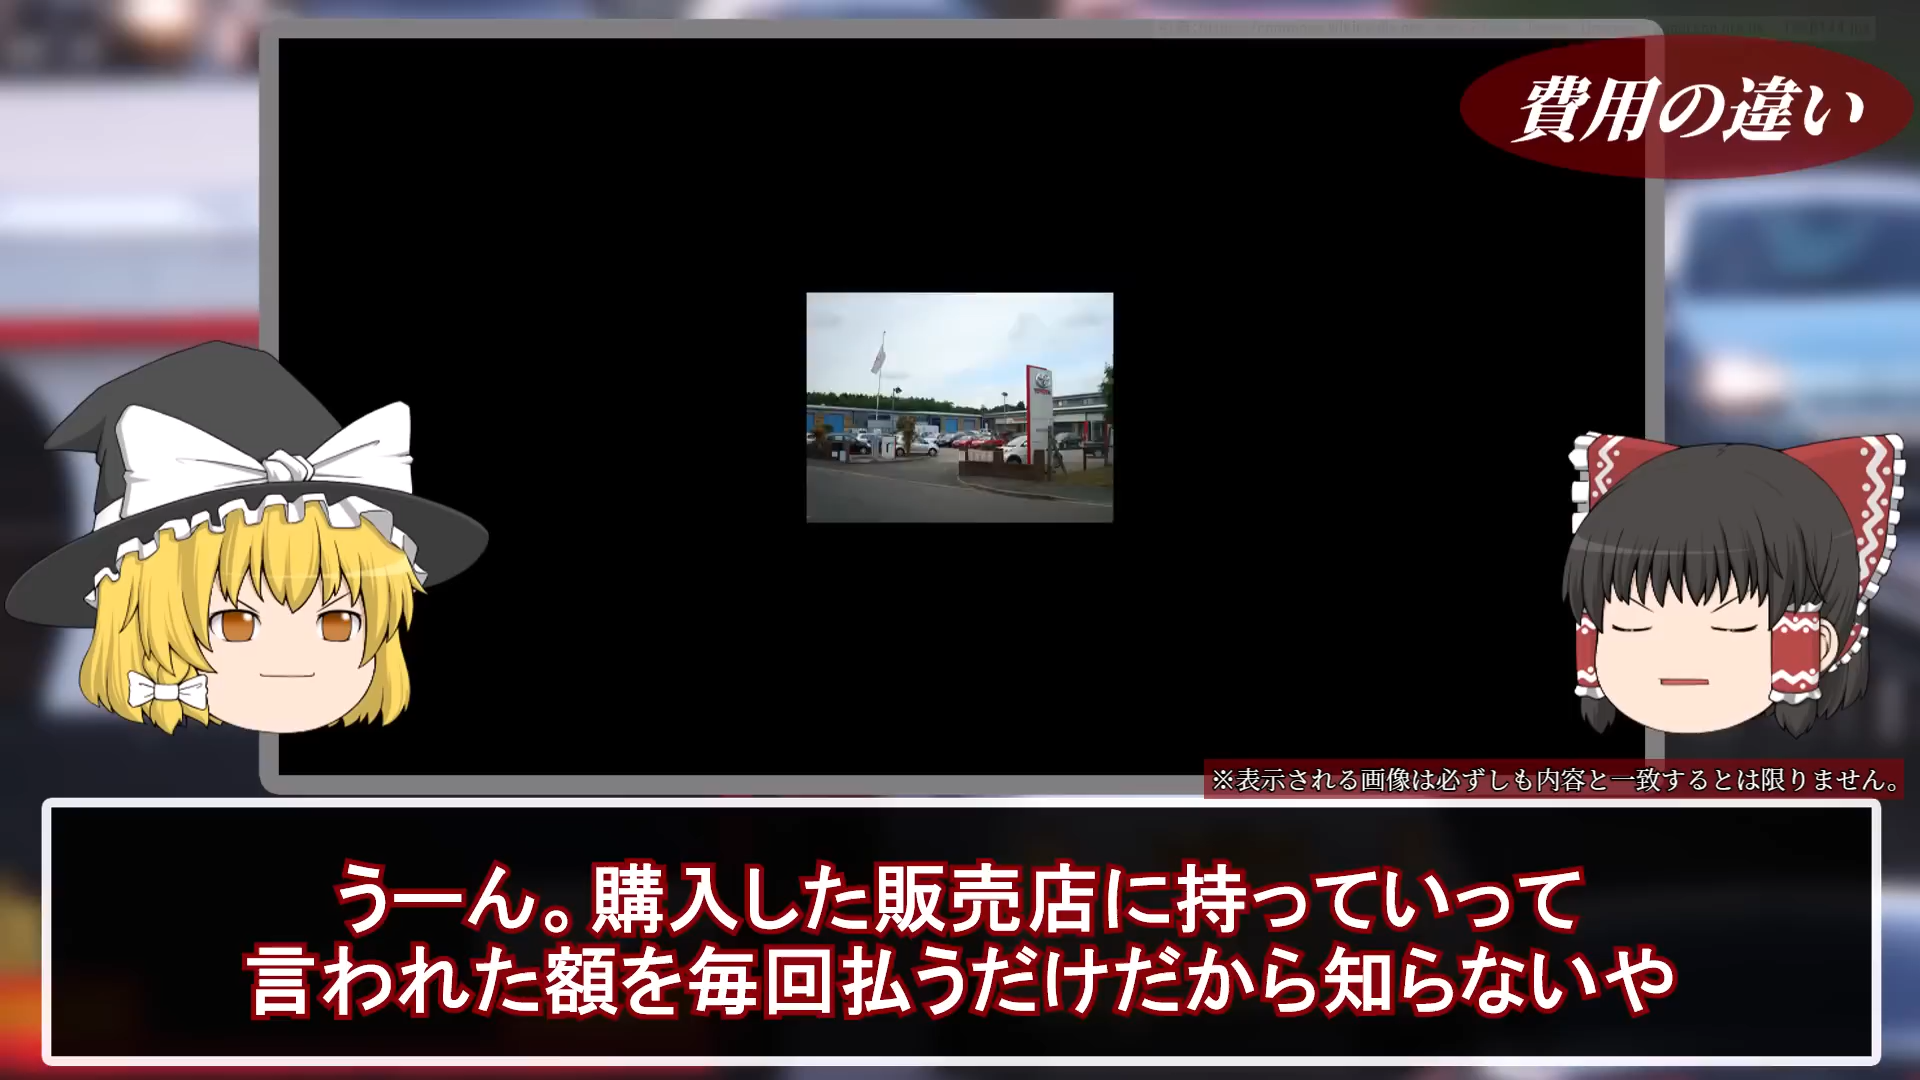 費用の違い
※表示される画像は必ずしも内容と一致するとは限りません。
うーん。購入した販売店に持っていって
言われた額を毎回払うだけだから知らないや